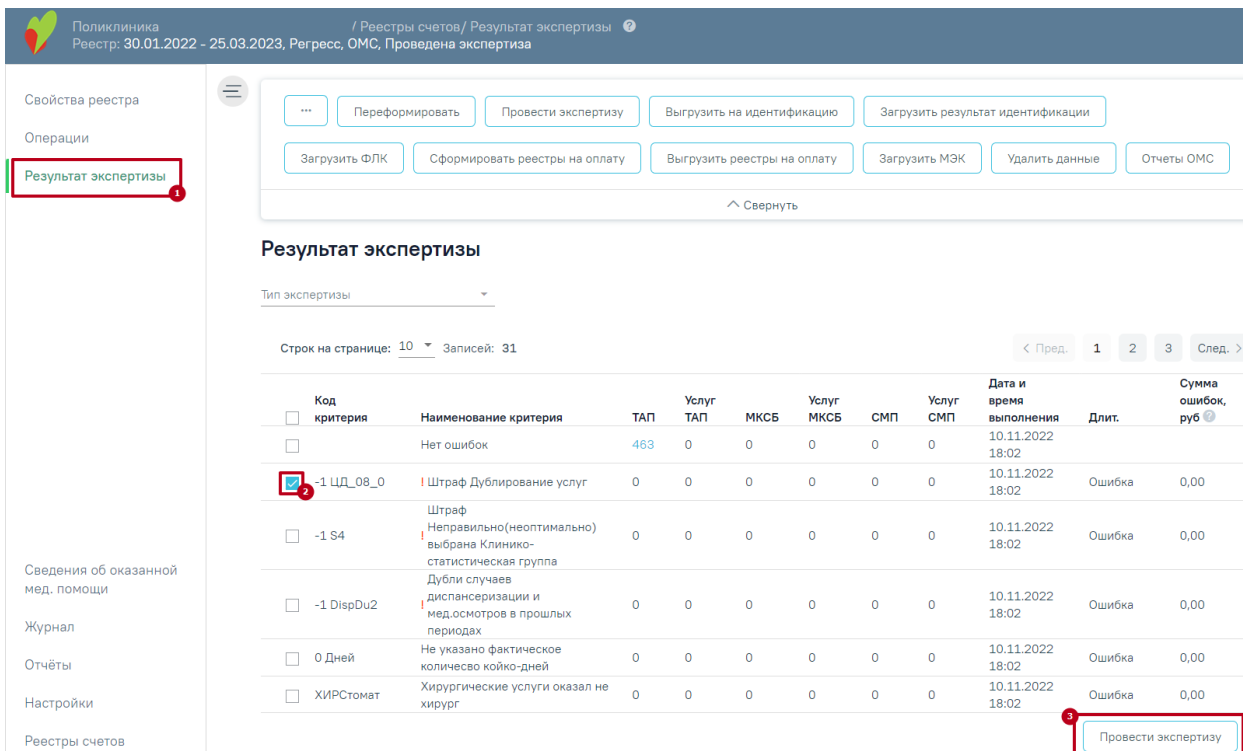 Поликлиника / Реестры счетов/ Результат экспертизы ?
Реестр: 30.01.2022 - 25.03.2023, Регресс, ОМС, Проведена экспертиза
Свойства реестра
Операции
Результат экспертизы
1
... Переформировать Провести экспертизу Выгрузить на идентификацию Загрузить результат идентификации
Загрузить ФЛК Сформировать реестры на оплату Выгрузить реестры на оплату Загрузить МЭК Удалить данные Отчеты ОМС
Свернуть
Результат экспертизы
Тип экспертизы
Строк на странице: 10 Записей: 31 < Пред. 1 2 3 След. >
Код критерия Наименование критерия ТАП Услуг ТАП МКСБ Услуг МКСБ СМП Услуг СМП Дата и время выполнения Длит. Сумма ошибок, руб ?
Нет ошибок 463 0 0 0 0 0 10.11.2022 18:02
2
-1 ЦД_08_0 ! Штраф Дублирование услуг 0 0 0 0 0 0 10.11.2022 18:02 Ошибка 0,00
-1 S4 ! Штраф Неправильно(неоптимально) выбрана Клинико-статистическая группа 0 0 0 0 0 0 10.11.2022 18:02 Ошибка 0,00
-1 DispDu2 ! Дубли случаев диспансеризации и мед.осмотров в прошлых периодах 0 0 0 0 0 0 10.11.2022 18:02 Ошибка 0,00
0 Дней Не указано фактическое количесво койко-дней 0 0 0 0 0 0 10.11.2022 18:02 Ошибка 0,00
ХИРСтомат Хирургические услуги оказал не хирург 0 0 0 0 0 0 10.11.2022 18:02 Ошибка 0,00
3
Провести экспертизу
Сведения об оказанной
мед. помощи
Журнал
Отчёты
Настройки
Реестры счетов